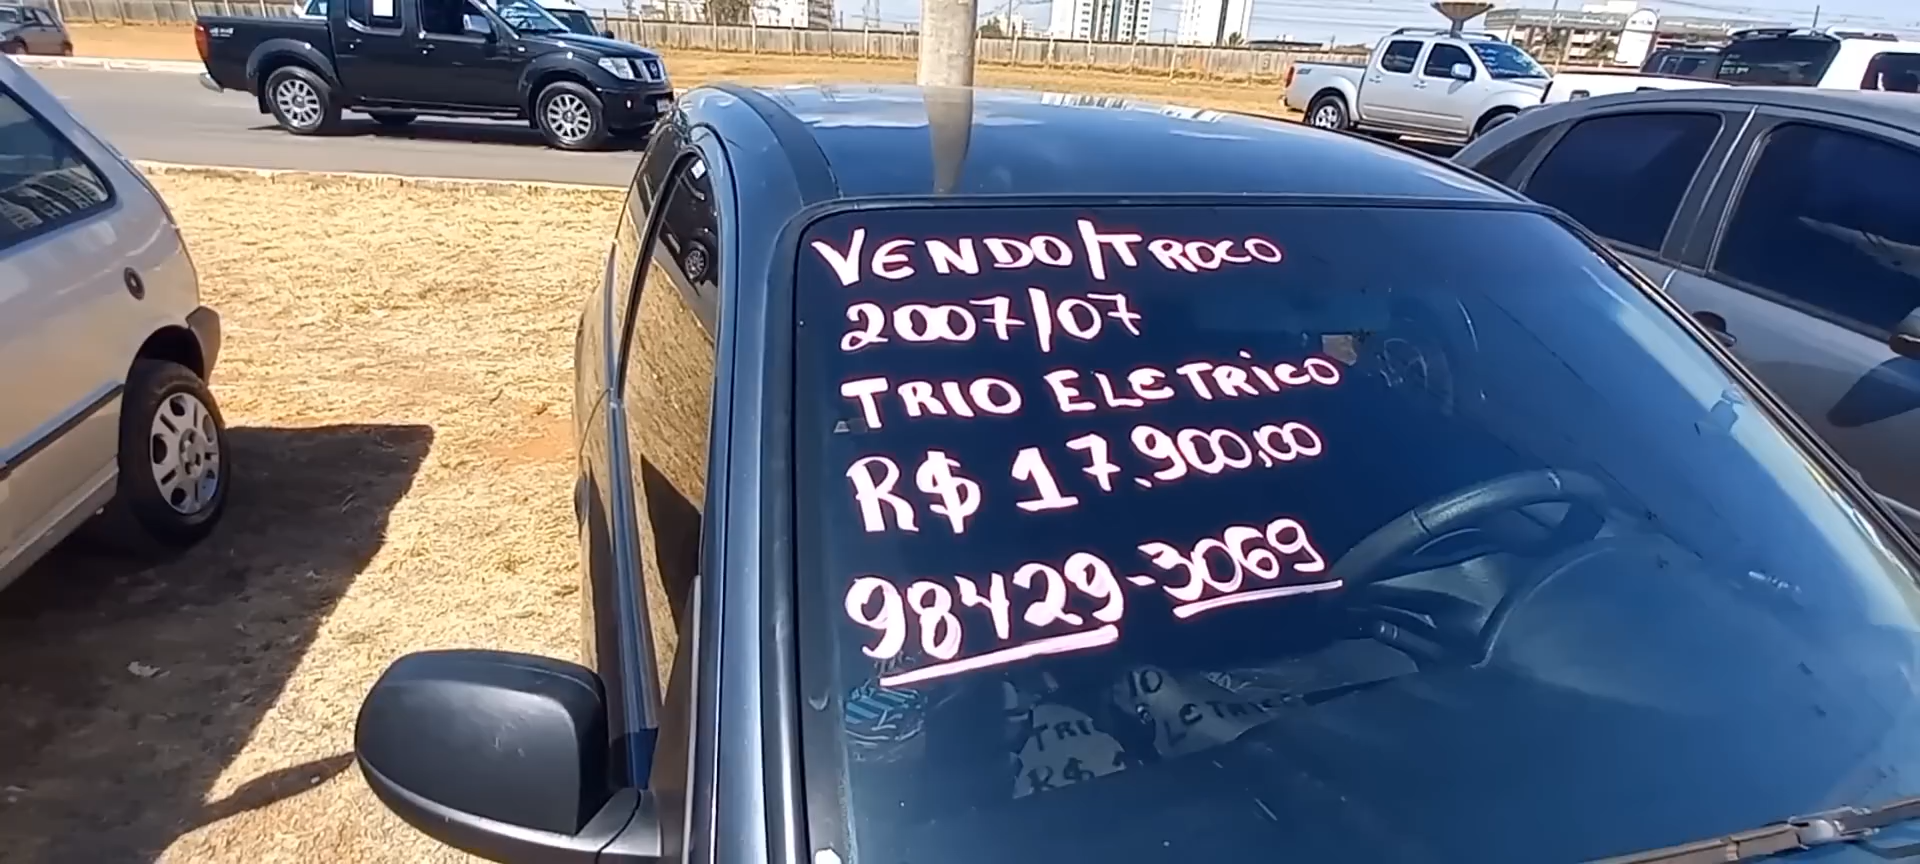 VENDO/TROCO
2007/07
TRIO ELETRICO
R$ 17.900,00
98429-3069